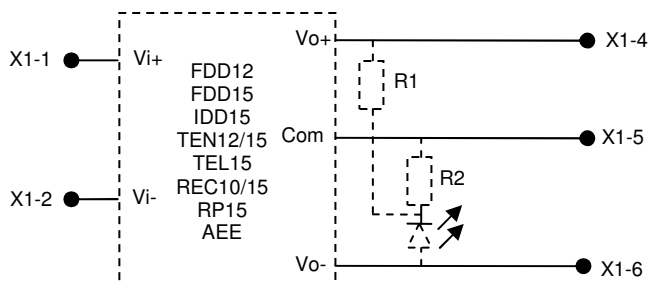 Vo+
X1-4
X1-1
Vi+
FDD12
FDD15
IDD15
TEN12/15
TEL15
REC10/15
RP15
AEE
R1
Com
X1-5
R2
X1-2
Vi-
Vo-
X1-6